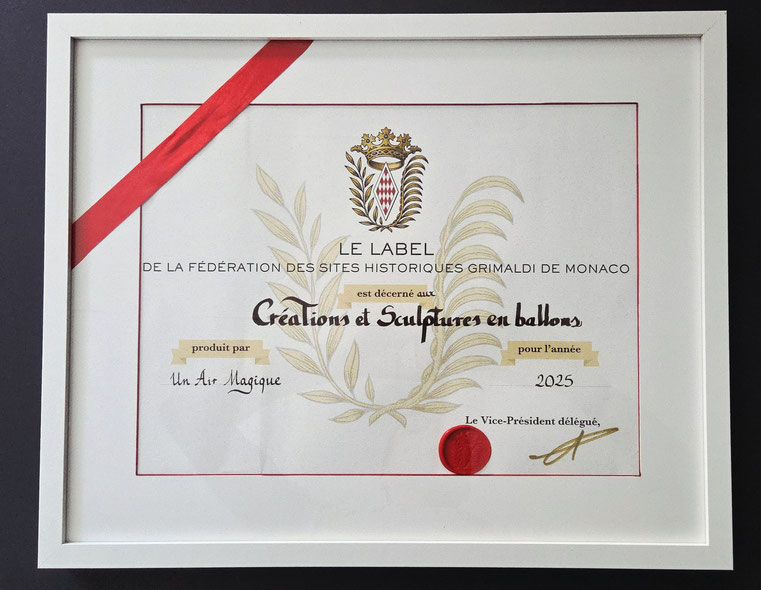 LE LABEL
DE LA FÉDÉRATION DES SITES HISTORIQUES GRIMALDI DE MONACO
est décerné aux
Créations et Sculptures en ballons
produit par
Un Air Magique
pour l'année
2025
Le Vice-Président délégué,